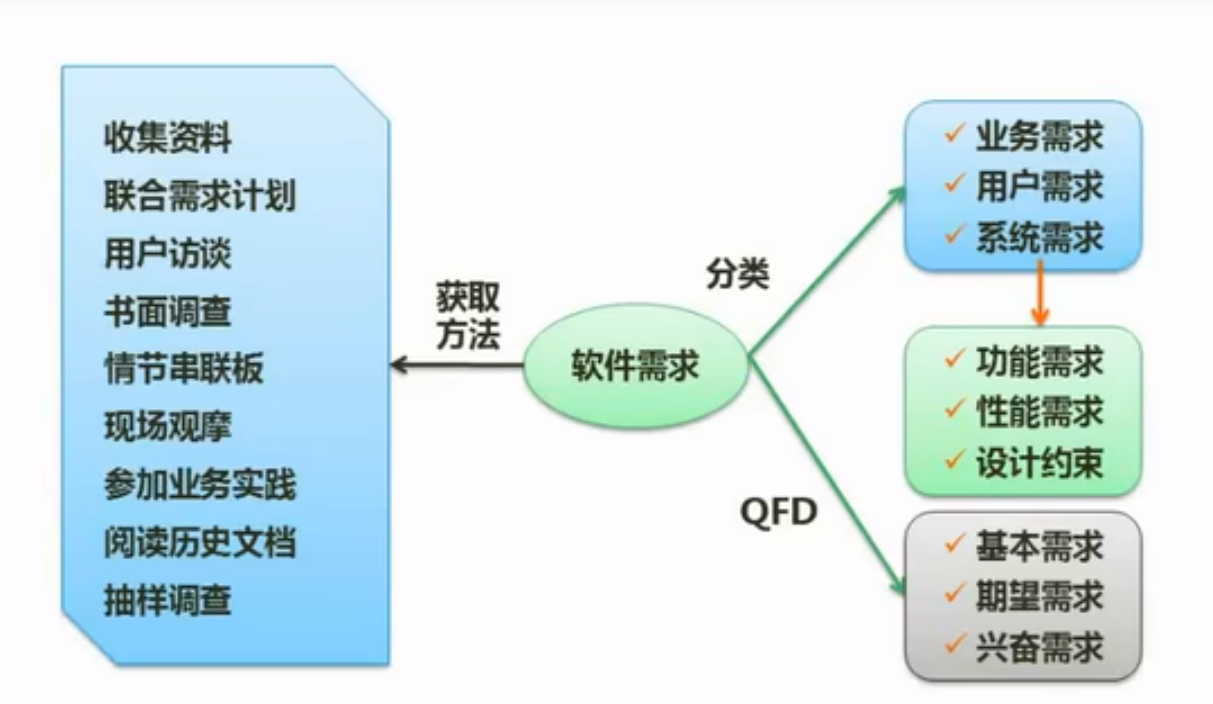 收集资料
联合需求计划
用户访谈
书面调查
情节串联板
现场观摩
参加业务实践
阅读历史文档
抽样调查
获取
方法
软件需求
分类
QFD
业务需求
用户需求
系统需求
功能需求
性能需求
设计约束
基本需求
期望需求
兴奋需求